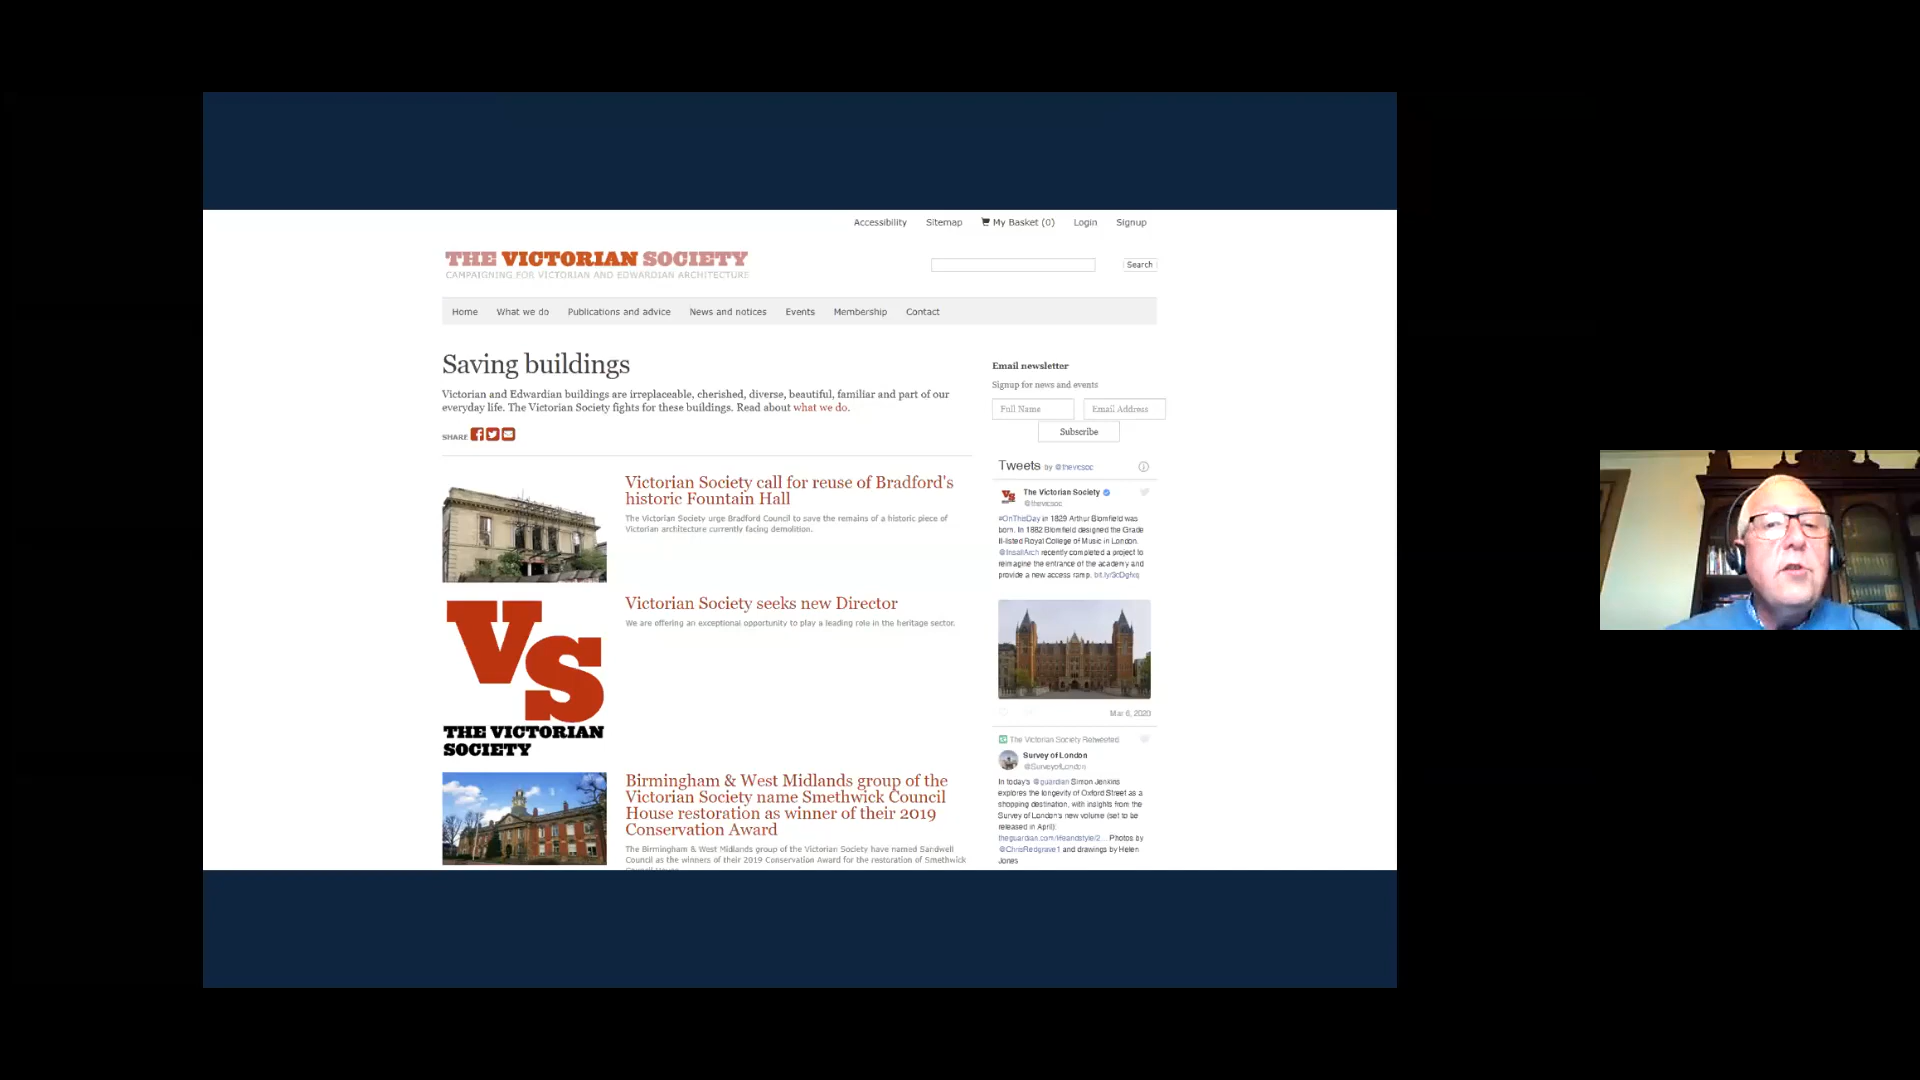 Accessibility Sitemap My Basket (0) Login Signup
THE VICTORIAN SOCIETY
CAMPAIGNING FOR VICTORIAN AND EDWARDIAN ARCHITECTURE
Search
Home What we do Publications and advice News and notices Events Membership Contact
Saving buildings
Victorian and Edwardian buildings are irreplaceable, cherished, diverse, beautiful, familiar and part of our
everyday life. The Victorian Society fights for these buildings. Read about what we do.
SHARE
Victorian Society call for reuse of Bradford's
historic Fountain Hall
The Victorian Society urge Bradford Council to save the remains of a historic piece of
Victorian architecture currently facing demolition.
VS
THE VICTORIAN
SOCIETY
Victorian Society seeks new Director
We are offering an exceptional opportunity to play a leading role in the heritage sector.
Birmingham & West Midlands group of the
Victorian Society name Smethwick Council
House restoration as winner of their 2019
Conservation Award
The Birmingham & West Midlands group of the Victorian Society have named Sandwell
Council as the winners of their 2019 Conservation Award for the restoration of Smethwick
Email newsletter
Signup for news and events
Full Name Email Address
Subscribe
Tweets by @thevicsoc
VS
The Victorian Society
@thevicsoc
#OnThisDay in 1829 Arthur Blomfield was
born. In 1882 Blomfield designed the Grade
II-listed Royal College of Music in London.
@InsallArch recently completed a project to
reimagine the entrance of the academy and
provide a new access ramp.
Mar 6, 2020
The Victorian Society Retweeted
Survey of London
@SurveyofLondon
In today's @guardian Simon Jenkins
explores the longevity of Oxford Street as a
shopping destination, with insights from the
Survey of London's new volume (set to be
released in April):
theguardian.com/lifeandstyle/2... Photos by
@ChrisRedgrave1 and drawings by Helen
Jones